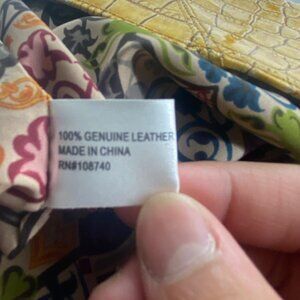 100% GENUINE LEATHER
MADE IN CHINA
RN#108740